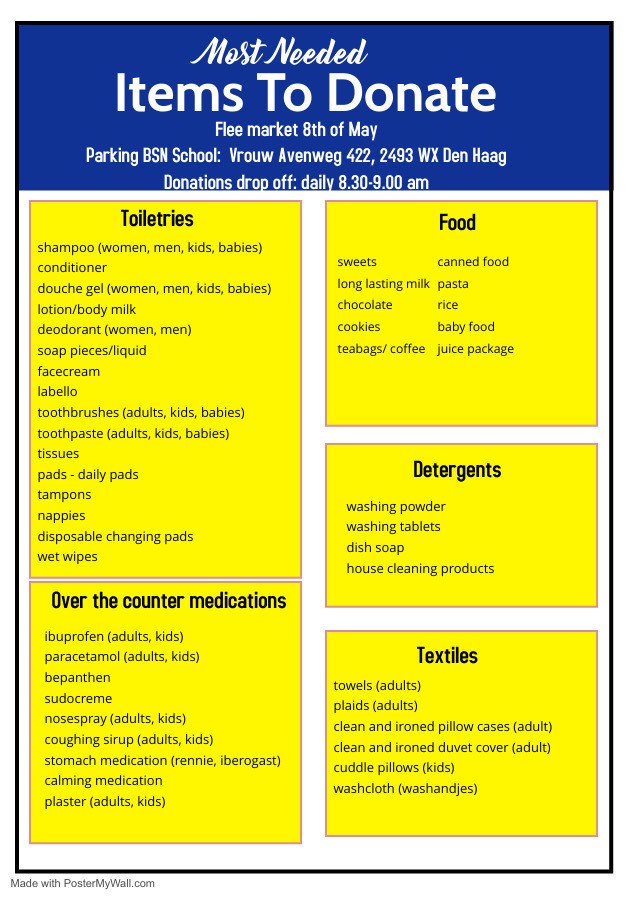 Most Needed
Items To Donate
Flee market 8th of May
Parking BSN School: Vrouw Avenweg 422, 2493 WX Den Haag
Donations drop off: daily 8.30-9.00 am
Toiletries
shampoo (women, men, kids, babies)
conditioner
douche gel (women, men, kids, babies)
lotion/body milk
deodorant (women, men)
soap pieces/liquid
facecream
labello
toothbrushes (adults, kids, babies)
toothpaste (adults, kids, babies)
tissues
pads - daily pads
tampons
nappies
disposable changing pads
wet wipes
Over the counter medications
ibuprofen (adults, kids)
paracetamol (adults, kids)
bepanthen
sudocreme
nosespray (adults, kids)
coughing sirup (adults, kids)
stomach medication (rennie, iberogast)
calming medication
plaster (adults, kids)
Food
sweets
long lasting milk
chocolate
cookies
teabags/ coffee
canned food
pasta
rice
baby food
juice package
Detergents
washing powder
washing tablets
dish soap
house cleaning products
Textiles
towels (adults)
plaids (adults)
clean and ironed pillow cases (adult)
clean and ironed duvet cover (adult)
cuddle pillows (kids)
washcloth (washandjes)
Made with PosterMyWall.com